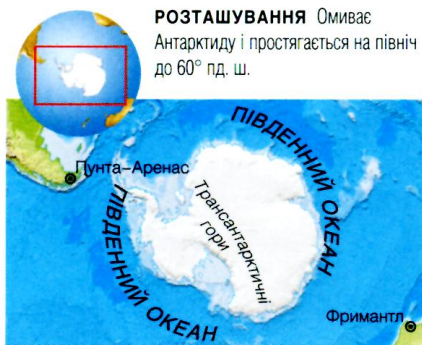 РОЗТАШУВАННЯ Омиває
Антарктиду і простягається на північ
до 60° пд. ш.
ПІВДЕННИЙ ОКЕАН
Пунта-Аренас
Трансантарктичні
гори
ПІВДЕННИЙ ОКЕАН
Фримантл